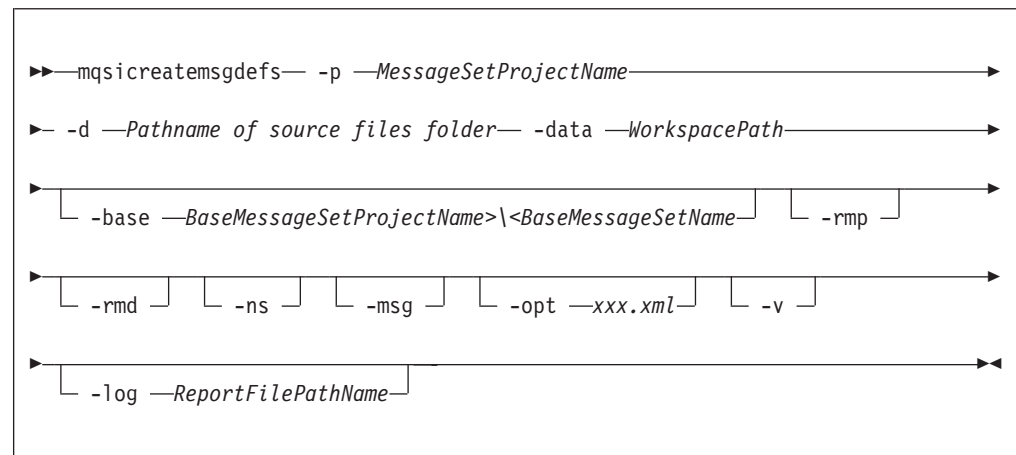 mqsicreatemsgdefs -p MessageSetProjectName
-d Pathname of source files folder -data WorkspacePath
-base BaseMessageSetProjectName>\<BaseMessageSetName -rmp
-rmd -ns -msg -opt xxx.xml -v
-log ReportFilePathName